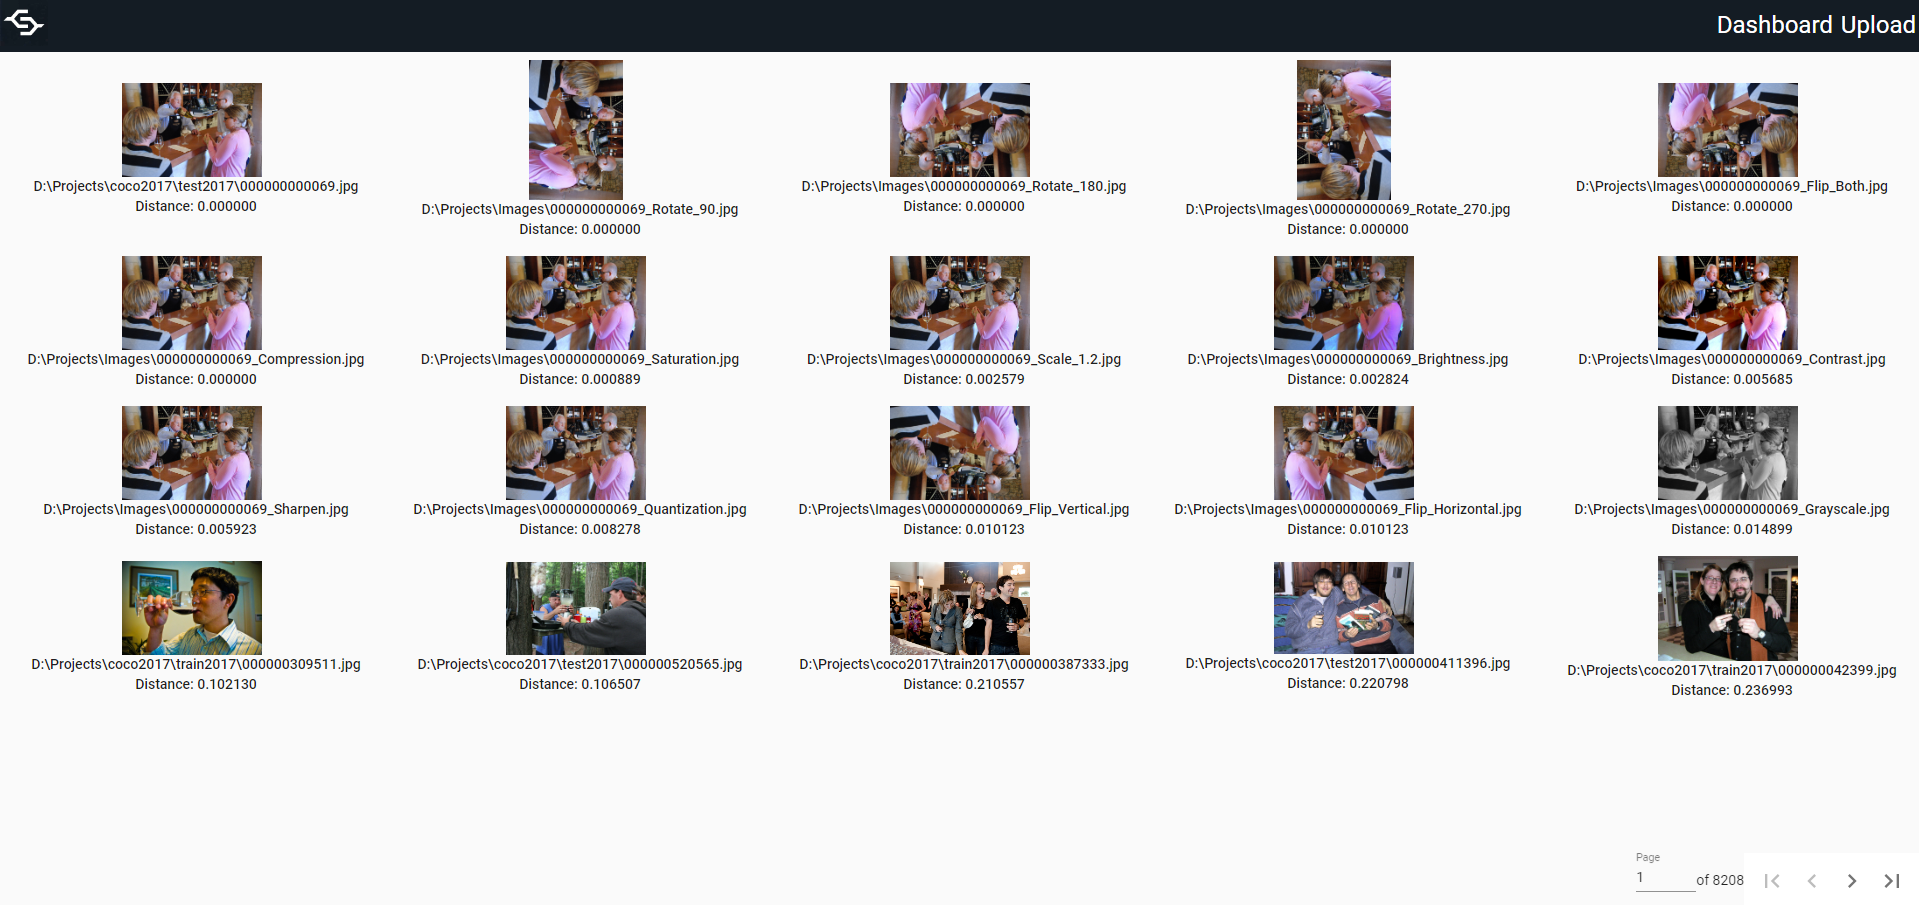 Dashboard Upload
D:\Projects\coco2017\test2017\000000000069.jpg
Distance: 0.000000
D:\Projects\Images\000000000069_Rotate_90.jpg
Distance: 0.000000
D:\Projects\Images\000000000069_Rotate_180.jpg
Distance: 0.000000
D:\Projects\Images\000000000069_Rotate_270.jpg
Distance: 0.000000
D:\Projects\Images\000000000069_Flip_Both.jpg
Distance: 0.000000
D:\Projects\Images\000000000069_Compression.jpg
Distance: 0.000000
D:\Projects\Images\000000000069_Saturation.jpg
Distance: 0.000889
D:\Projects\Images\000000000069_Scale_1.2.jpg
Distance: 0.002579
D:\Projects\Images\000000000069_Brightness.jpg
Distance: 0.002824
D:\Projects\Images\000000000069_Contrast.jpg
Distance: 0.005685
D:\Projects\Images\000000000069_Sharpen.jpg
Distance: 0.005923
D:\Projects\Images\000000000069_Quantization.jpg
Distance: 0.008278
D:\Projects\Images\000000000069_Flip_Vertical.jpg
Distance: 0.010123
D:\Projects\Images\000000000069_Flip_Horizontal.jpg
Distance: 0.010123
D:\Projects\Images\000000000069_Grayscale.jpg
Distance: 0.014899
D:\Projects\coco2017\train2017\000000309511.jpg
Distance: 0.102130
D:\Projects\coco2017\test2017\000000520565.jpg
Distance: 0.106507
D:\Projects\coco2017\train2017\000000387333.jpg
Distance: 0.210557
D:\Projects\coco2017\test2017\000000411396.jpg
Distance: 0.220798
D:\Projects\coco2017\train2017\000000042399.jpg
Distance: 0.236993
Page
1 of 8208